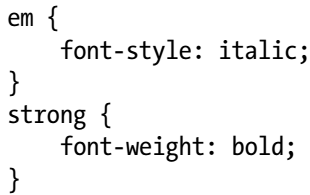 em {
    font-style: italic;
}
strong {
    font-weight: bold;
}